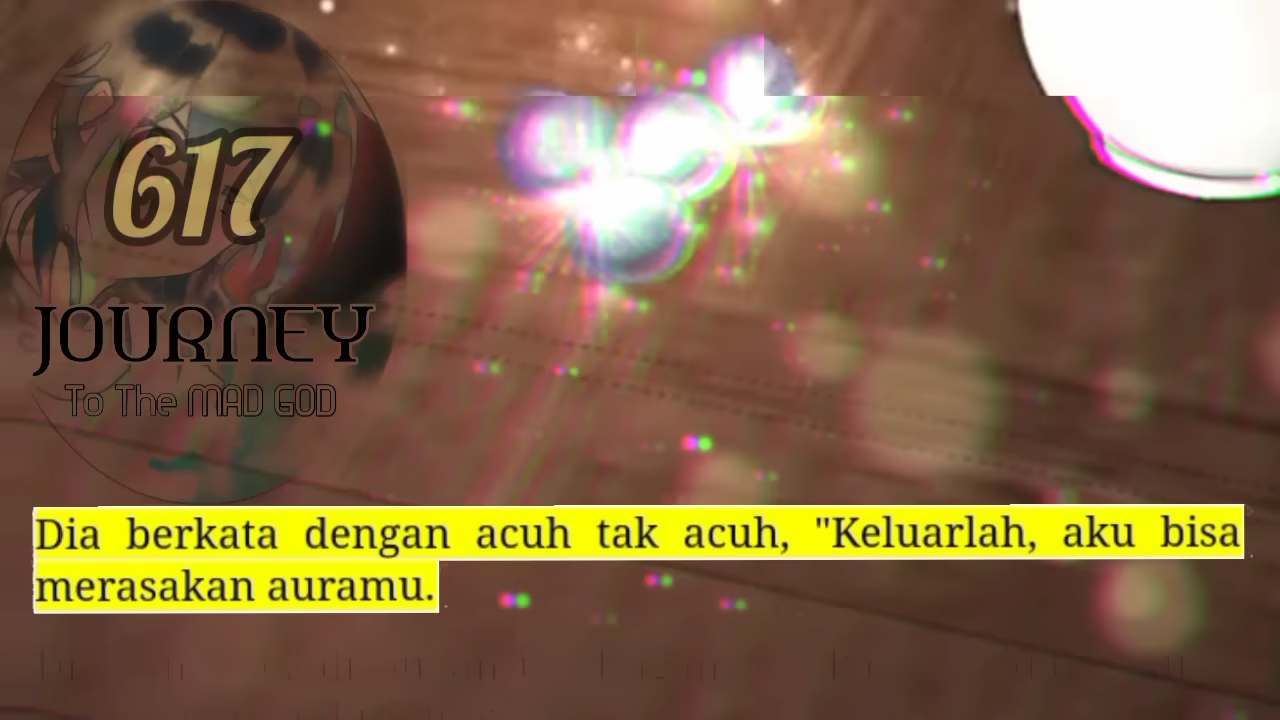 617
JOURNEY
To The MAD GOD
Dia berkata dengan acuh tak acuh, "Keluarlah, aku bisa
merasakan auramu.